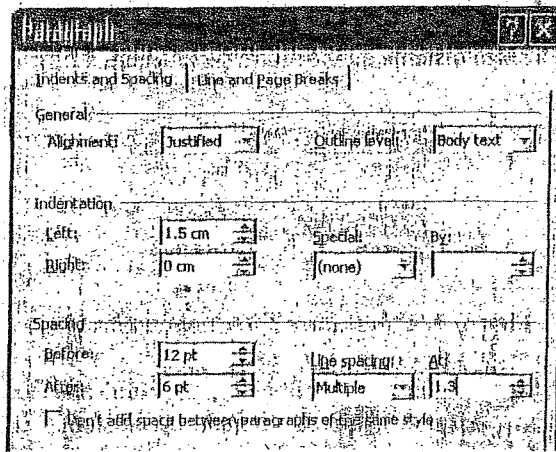 Paragraph
Indents and Spacing Line and Page Breaks
General
Alignment: Justified Outline level: Body text
Indentation
Left: 1.5 cm Special: By:
Right: 0 cm (none)
Spacing
Before: 12 pt Line spacing: At:
After: 6 pt Multiple 1.3
Don't add space between paragraphs of the same style